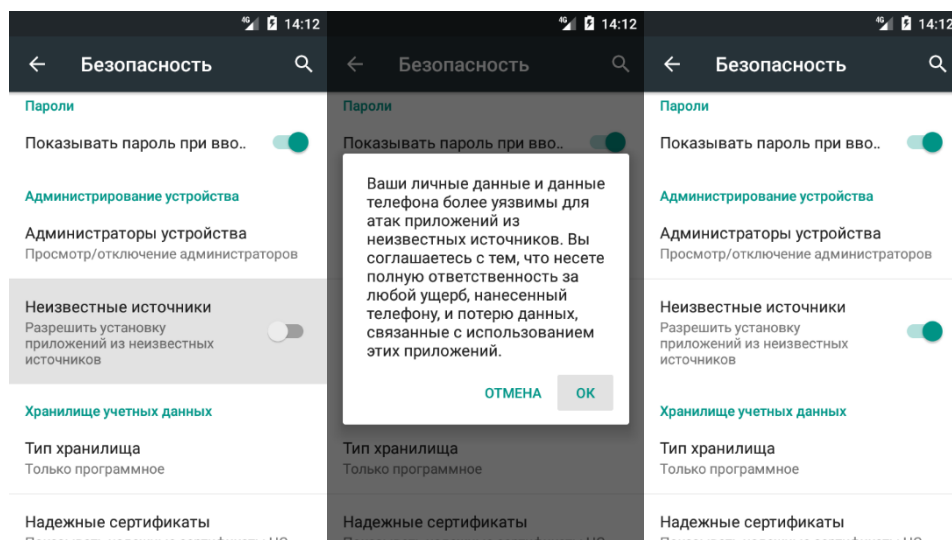 4G 14:12
Безопасность
Пароли
Показывать пароль при вво..
Администрирование устройства
Администраторы устройства
Просмотр/отключение администраторов
Неизвестные источники
Разрешить установку
приложений из неизвестных
источников
Хранилище учетных данных
Тип хранилища
Только программное
Надежные сертификаты
4G 14:12
Безопасность
Пароли
Показывать пароль при вво..
Ваши личные данные и данные
телефона более уязвимы для
атак приложений из
неизвестных источников. Вы
соглашаетесь с тем, что несете
полную ответственность за
любой ущерб, нанесенный
телефону, и потерю данных,
связанные с использованием
этих приложений.
ОТМЕНА ОК
Тип хранилища
Только программное
Надежные сертификаты
4G 14:12
Безопасность
Пароли
Показывать пароль при вво..
Администрирование устройства
Администраторы устройства
Просмотр/отключение администраторов
Неизвестные источники
Разрешить установку
приложений из неизвестных
источников
Хранилище учетных данных
Тип хранилища
Только программное
Надежные сертификаты